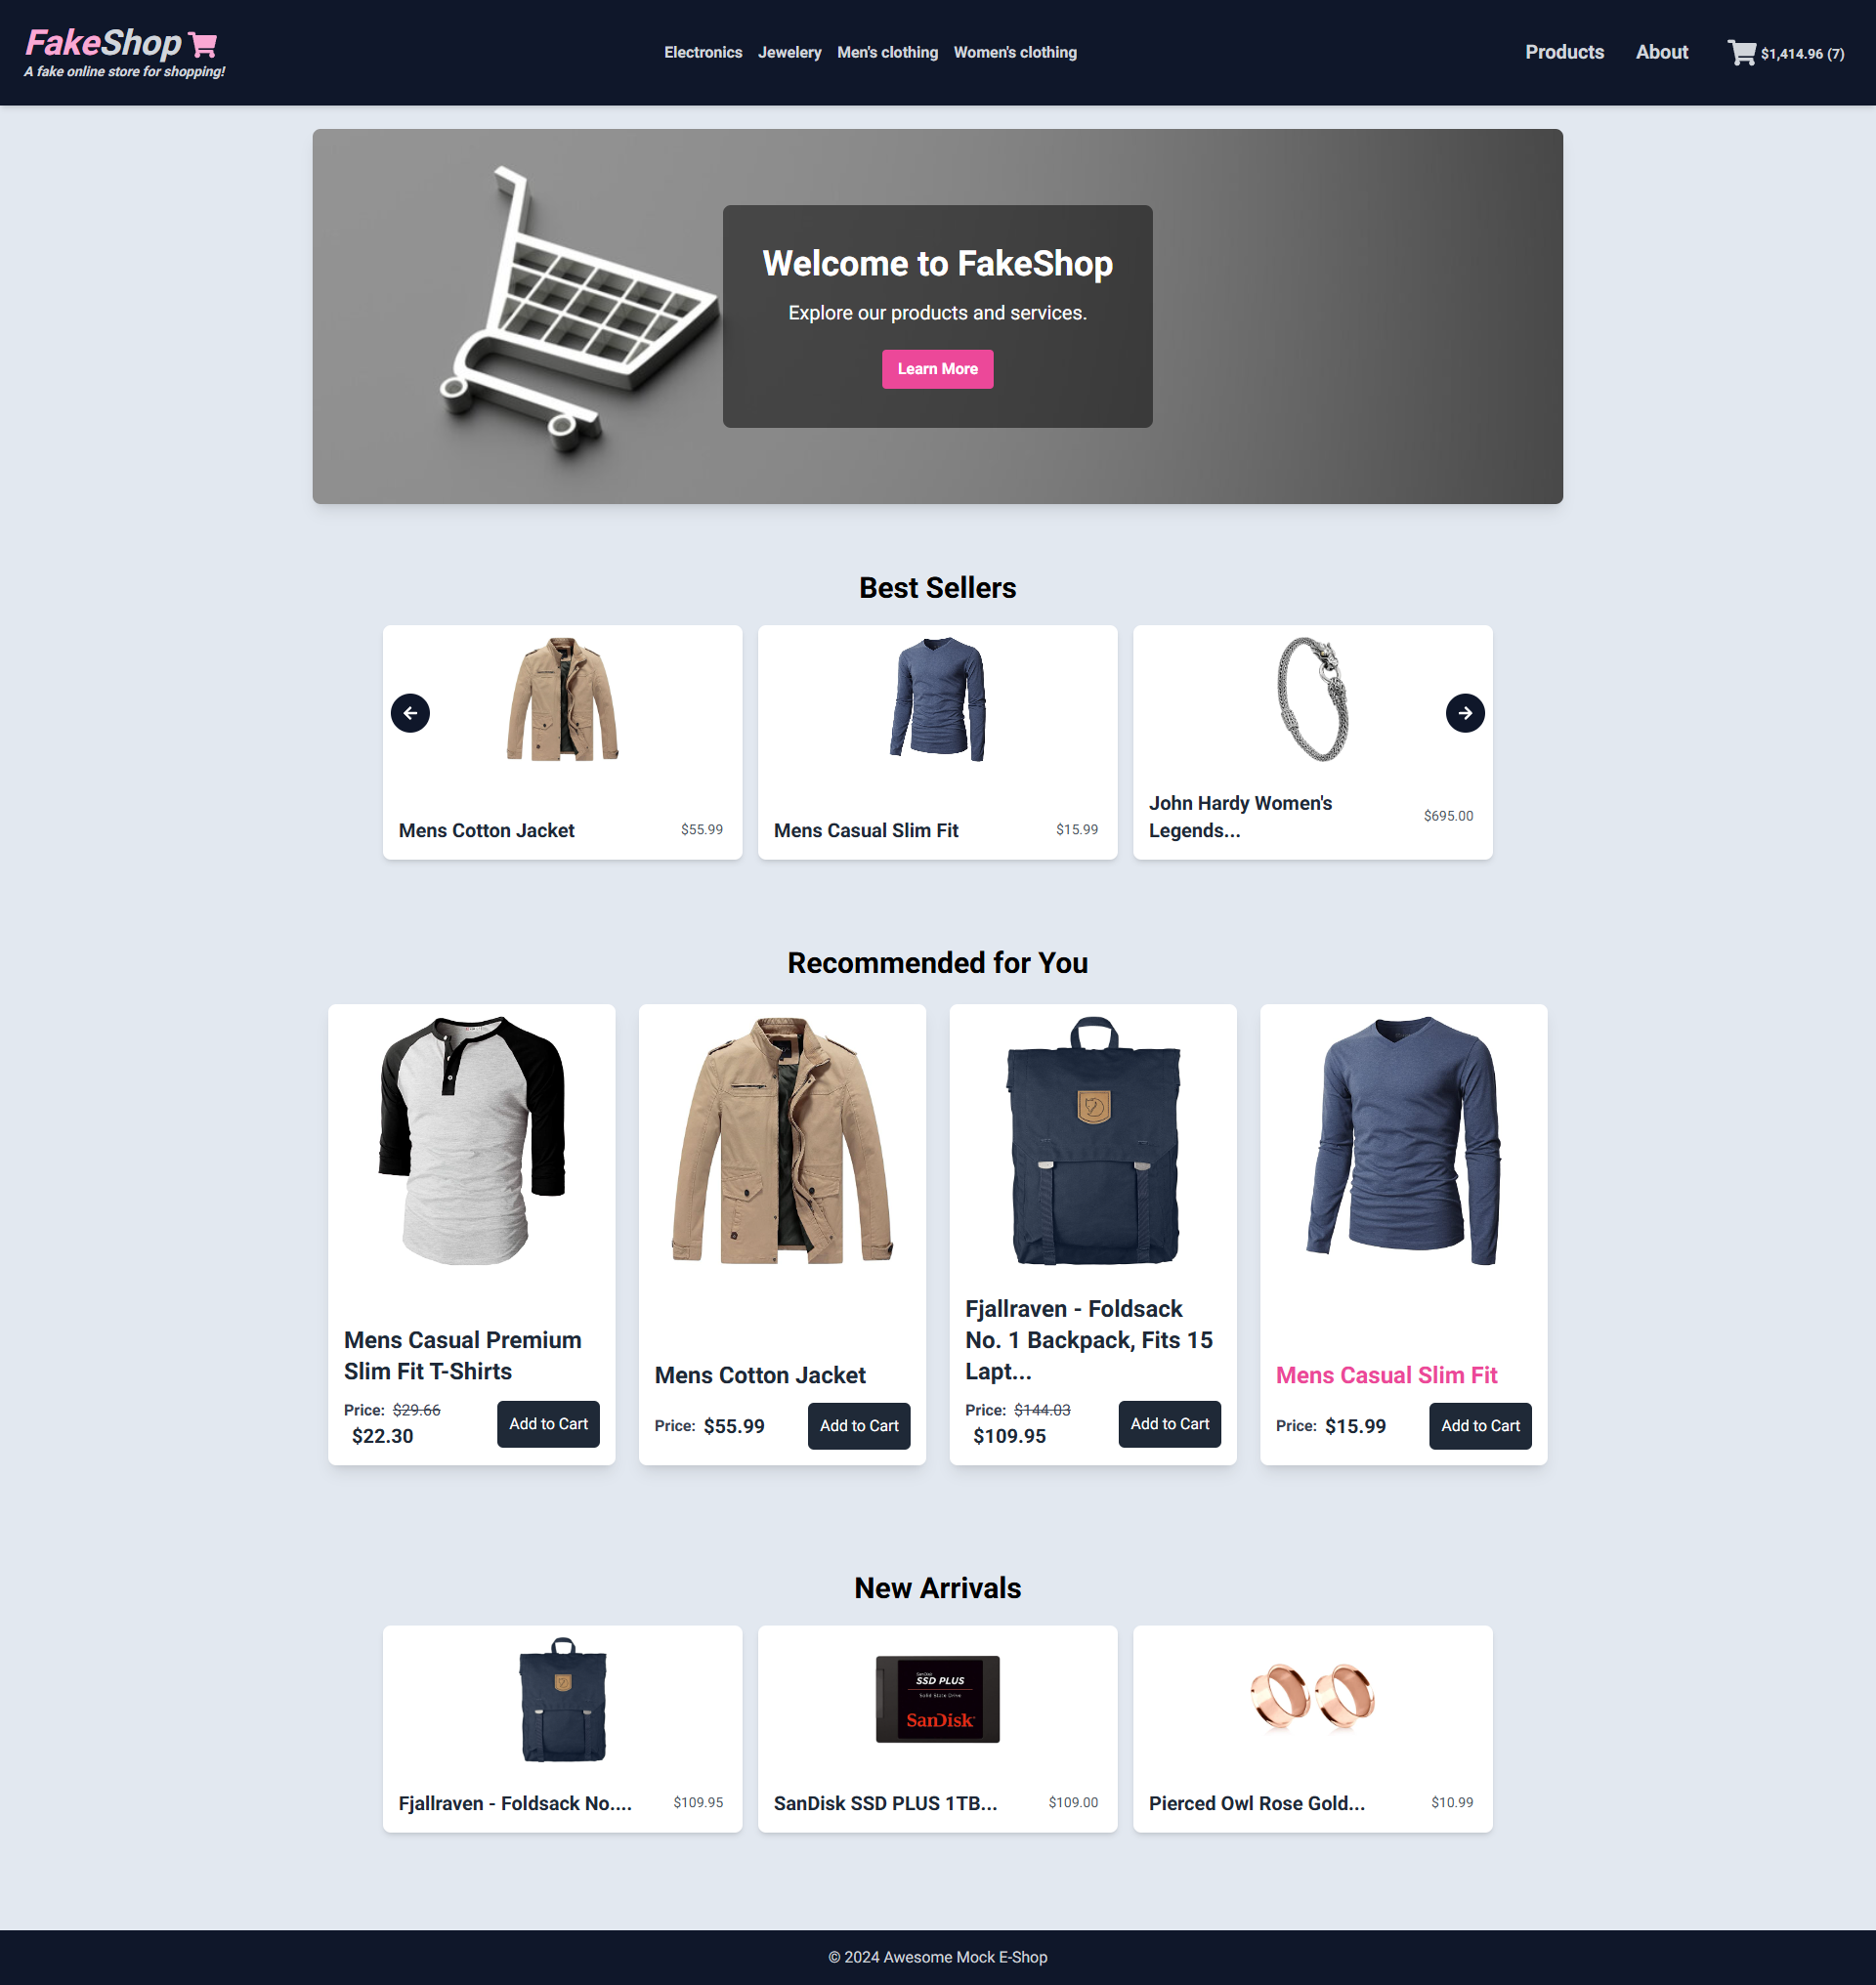 FakeShop
A fake online store for shopping!
Electronics Jewelery Men's clothing Women's clothing
Products About $1,414.96 (7)
Welcome to FakeShop
Explore our products and services.
Learn More
Best Sellers
Mens Cotton Jacket $55.99
Mens Casual Slim Fit $15.99
John Hardy Women's
Legends... $695.00
Recommended for You
Mens Casual Premium
Slim Fit T-Shirts
Price: $29.66
$22.30
Add to Cart
Mens Cotton Jacket
Price: $55.99
Add to Cart
Fjallraven - Foldsack
No. 1 Backpack, Fits 15
Lapt...
Price: $144.03
$109.95
Add to Cart
Mens Casual Slim Fit
Price: $15.99
Add to Cart
New Arrivals
Fjallraven - Foldsack No.... $109.95
SanDisk
SSD PLUS
Solid State Drive
SanDisk
SanDisk SSD PLUS 1TB... $109.00
Pierced Owl Rose Gold... $10.99
© 2024 Awesome Mock E-Shop